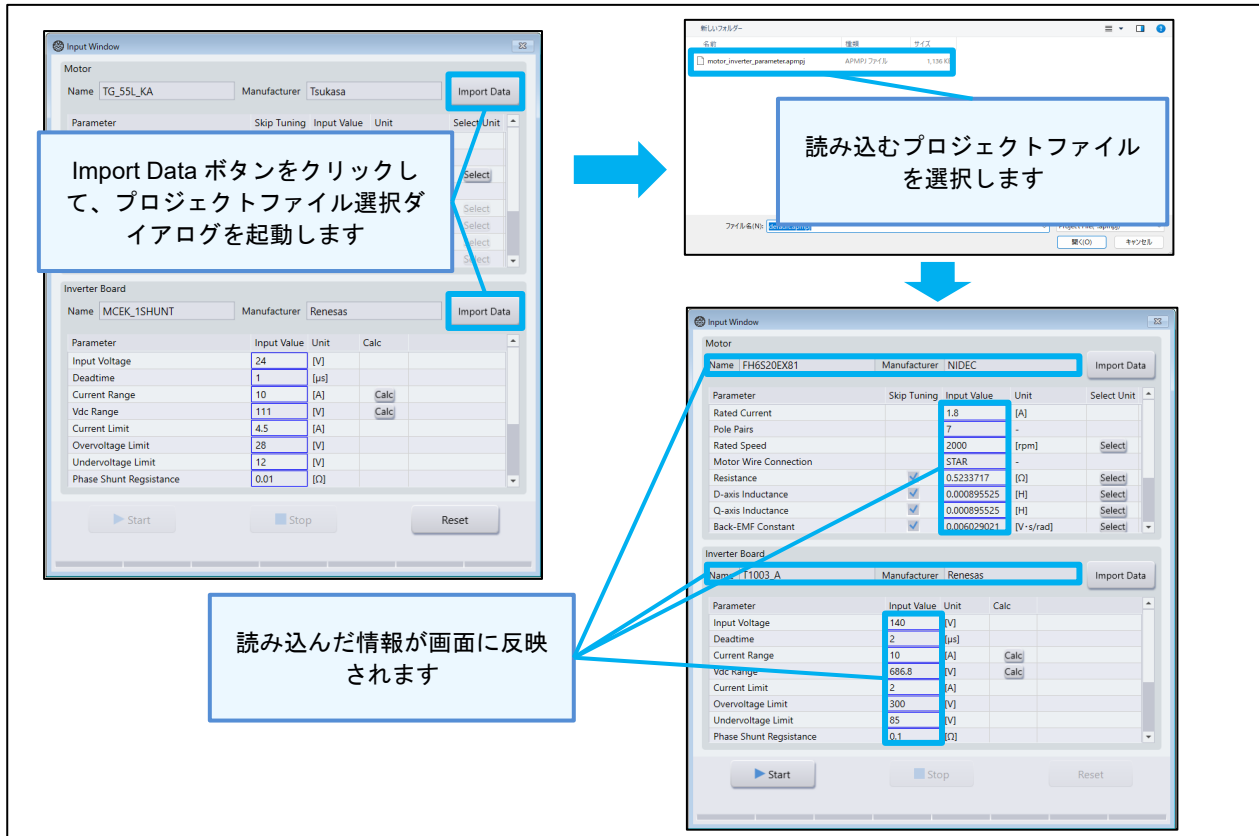 Input Window
Motor
Name TG_55L_KA Manufacturer Tsukasa Import Data
Parameter Skip Tuning Input Value Unit Select Unit
Select
Select
Select
Select
Select
Import Data ボタンをクリックし
て、プロジェクトファイル選択ダ
イアログを起動します
Inverter Board
Name MCEK_1SHUNT Manufacturer Renesas Import Data
Parameter Input Value Unit Calc
Input Voltage 24 [V]
Deadtime 1 [µs]
Current Range 10 [A] Calc
Vdc Range 111 [V] Calc
Current Limit 4.5 [A]
Overvoltage Limit 28 [V]
Undervoltage Limit 12 [V]
Phase Shunt Regsistance 0.01 [Ω]
Start Stop Reset
新しいフォルダー
名前 種類 サイズ
motor_inverter_parameter.apmpj APMPJ ファイル 1,136 KB
読み込むプロジェクトファイル
を選択します
ファイル名(N): default.apmpj
開く(O) キャンセル
Input Window
Motor
Name FH6S20EX81 Manufacturer NIDEC Import Data
Parameter Skip Tuning Input Value Unit Select Unit
Rated Current 1.8 [A]
Pole Pairs 7 -
Rated Speed 2000 [rpm] Select
Motor Wire Connection STAR -
Resistance 0.5233717 [Ω] Select
D-axis Inductance 0.000895525 [H] Select
Q-axis Inductance 0.000895525 [H] Select
Back-EMF Constant 0.006029021 [V・s/rad] Select
Inverter Board
Name T1003_A Manufacturer Renesas Import Data
Parameter Input Value Unit Calc
Input Voltage 140 [V]
Deadtime 2 [µs]
Current Range 10 [A] Calc
Vdc Range 686.8 [V] Calc
Current Limit 2 [A]
Overvoltage Limit 300 [V]
Undervoltage Limit 85 [V]
Phase Shunt Regsistance 0.1 [Ω]
Start Stop Reset
読み込んだ情報が画面に反映
されます